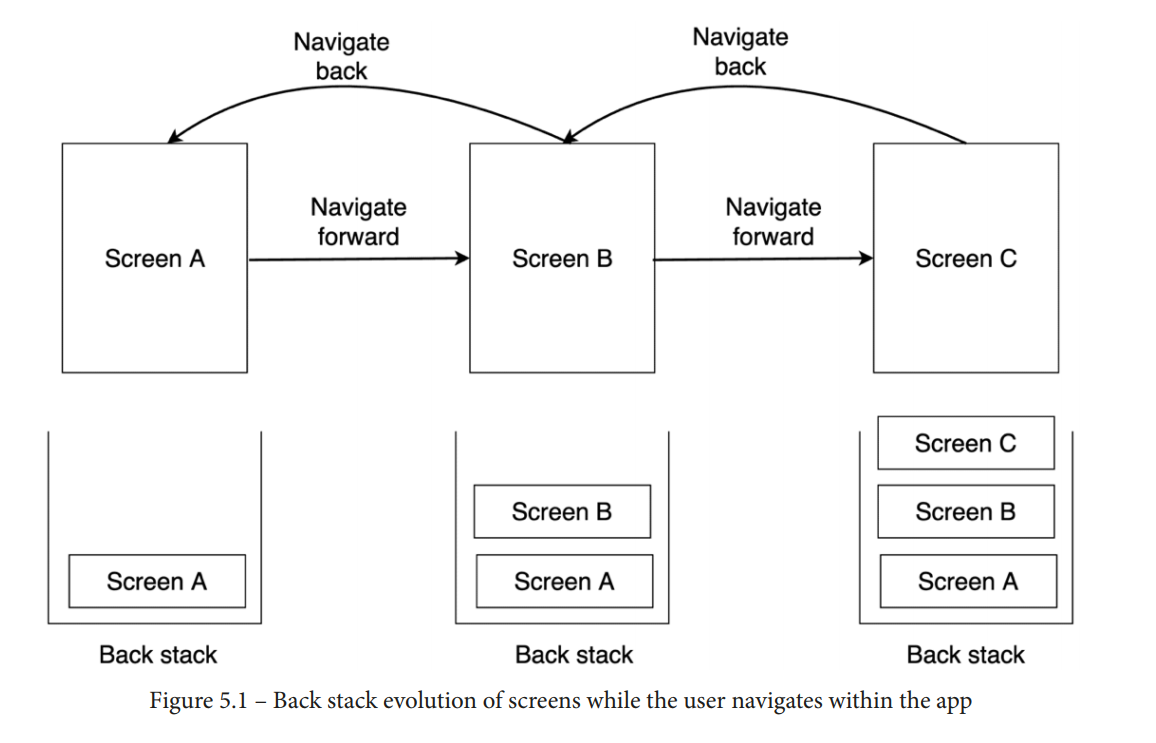 Navigate
back
Navigate
back
Navigate
forward
Navigate
forward
Screen A
Screen B
Screen C
Screen C
Screen B
Screen B
Screen A
Screen A
Screen A
Back stack
Back stack
Back stack
Figure 5.1 – Back stack evolution of screens while the user navigates within the app